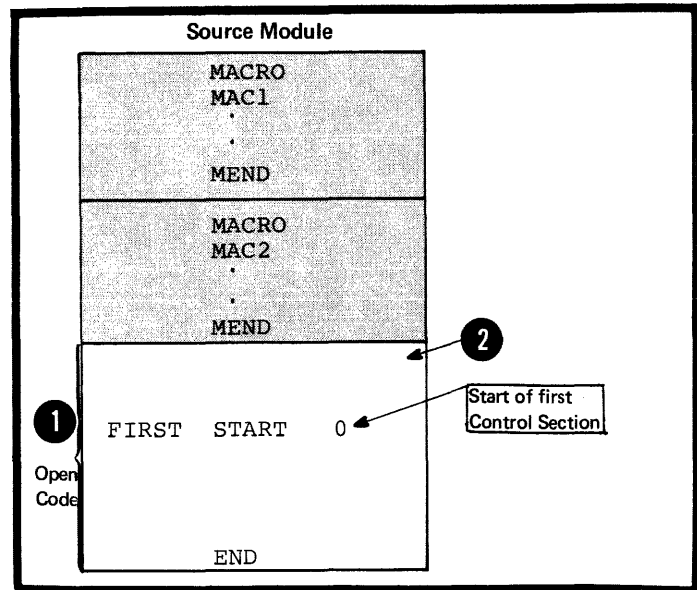 Source Module
MACRO
MAC1
.
.
MEND
MACRO
MAC2
.
.
MEND
2
Start of first
Control Section
1
FIRST START 0
Open
Code
END